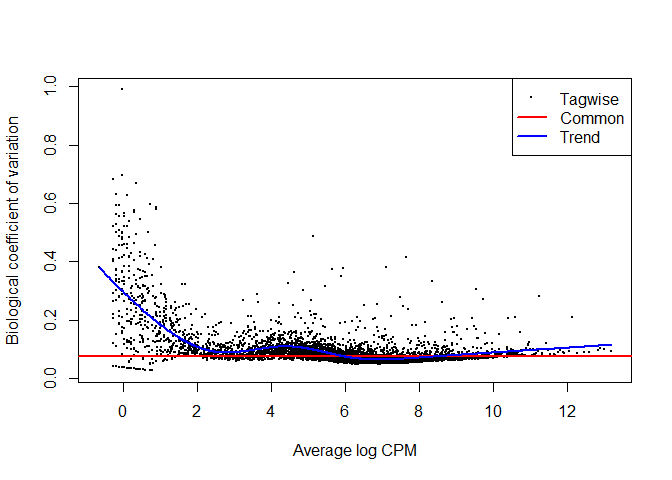 Tagwise
Common
Trend
Biological coefficient of variation
1.0
0.8
0.6
0.4
0.2
0.0
0 2 4 6 8 10 12
Average log CPM